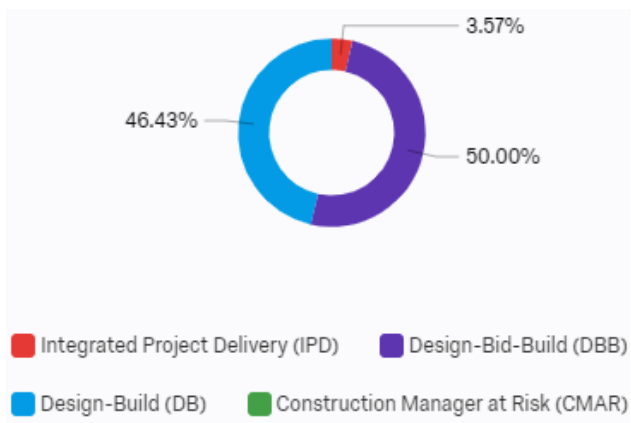 3.57%
46.43%
50.00%
Integrated Project Delivery (IPD)
Design-Bid-Build (DBB)
Design-Build (DB)
Construction Manager at Risk (CMAR)